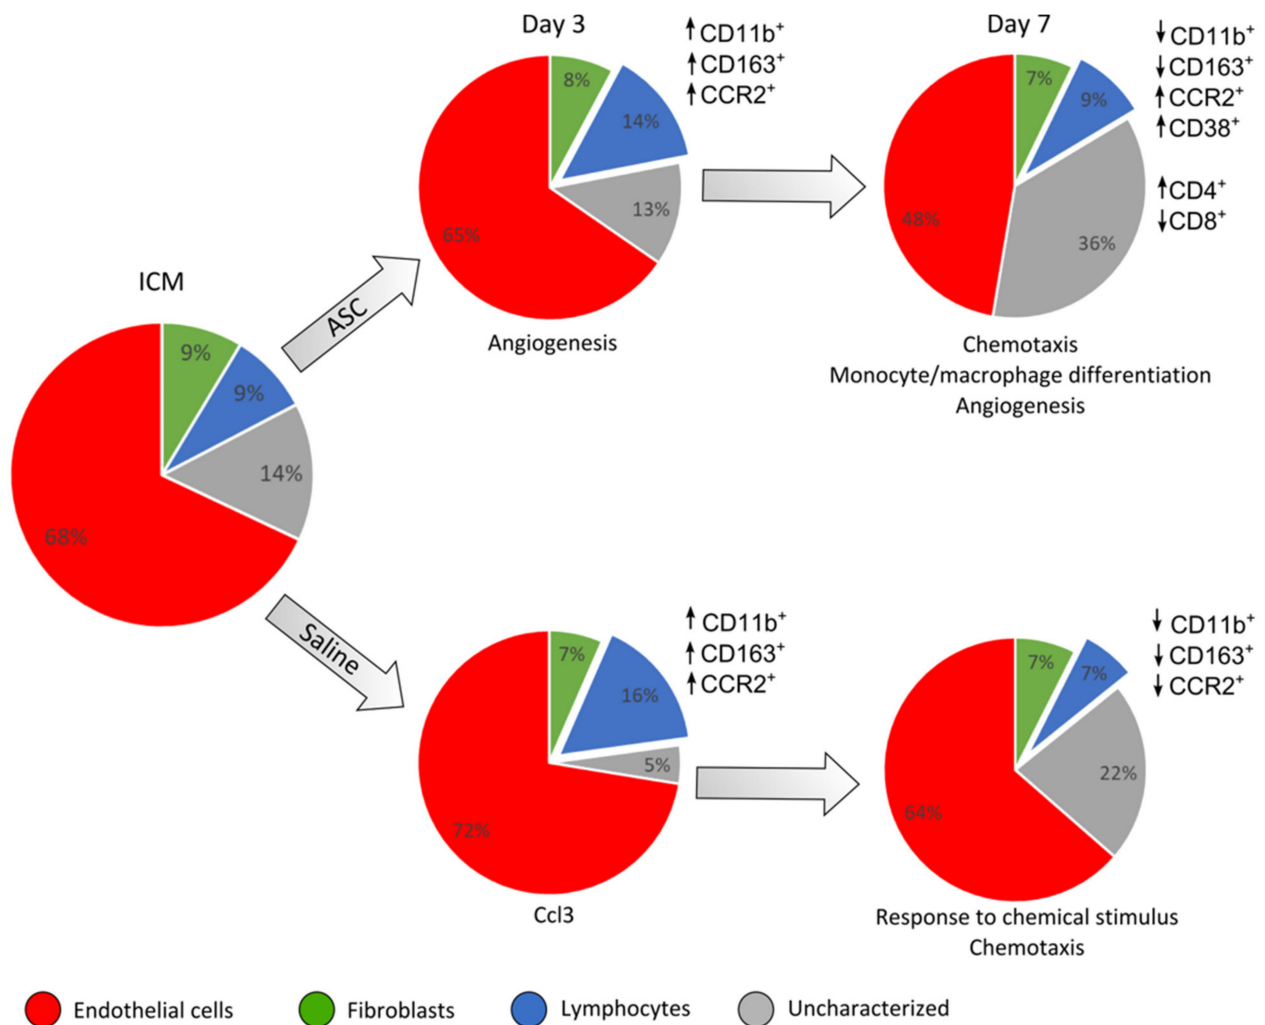 ICM
9%
9%
14%
68%
ASC
Saline
Day 3
8%
14%
13%
65%
↑CD11b⁺
↑CD163⁺
↑CCR2⁺
Angiogenesis
Day 7
7%
9%
36%
48%
↓CD11b⁺
↓CD163⁺
↑CCR2⁺
↑CD38⁺
↑CD4⁺
↓CD8⁺
Chemotaxis
Monocyte/macrophage differentiation
Angiogenesis
7%
16%
5%
72%
↑CD11b⁺
↑CD163⁺
↑CCR2⁺
Ccl3
7%
7%
22%
64%
↓CD11b⁺
↓CD163⁺
↓CCR2⁺
Response to chemical stimulus
Chemotaxis
Endothelial cells
Fibroblasts
Lymphocytes
Uncharacterized